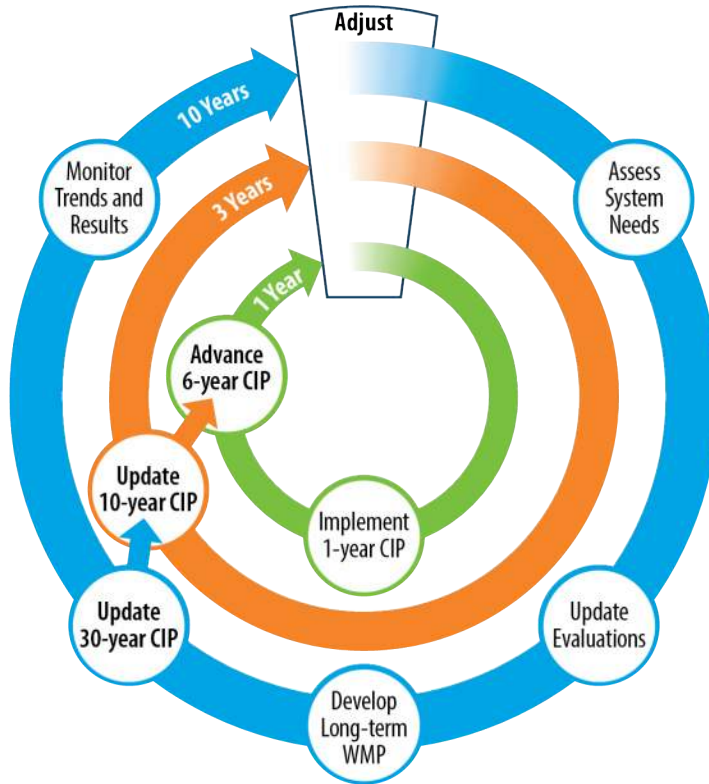 Adjust
10 Years
3 Years
1 Year
Monitor
Trends and
Results
Assess
System
Needs
Advance
6-year CIP
Update
10-year CIP
Implement
1-year CIP
Update
30-year CIP
Update
Evaluations
Develop
Long-term
WMP